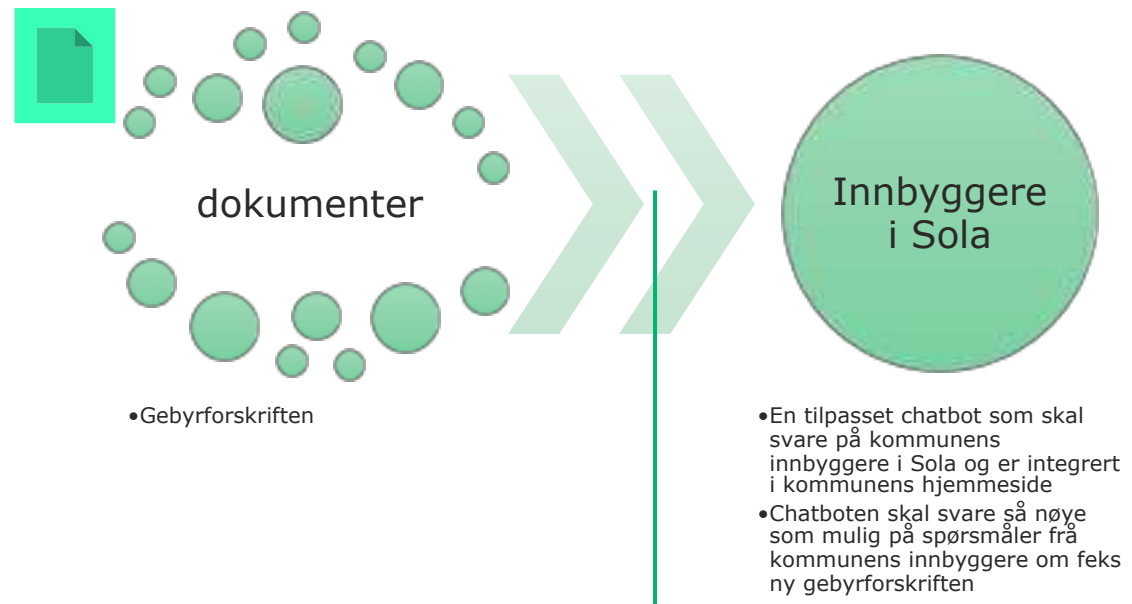 dokumenter
Innbyggere
i Sola
•Gebyrforskriften
•En tilpasset chatbot som skal
svare på kommunens
innbyggere i Sola og er integrert
i kommunens hjemmeside
•Chatboten skal svare så nøye
som mulig på spørsmåler frå
kommunens innbyggere om feks
ny gebyrforskriften